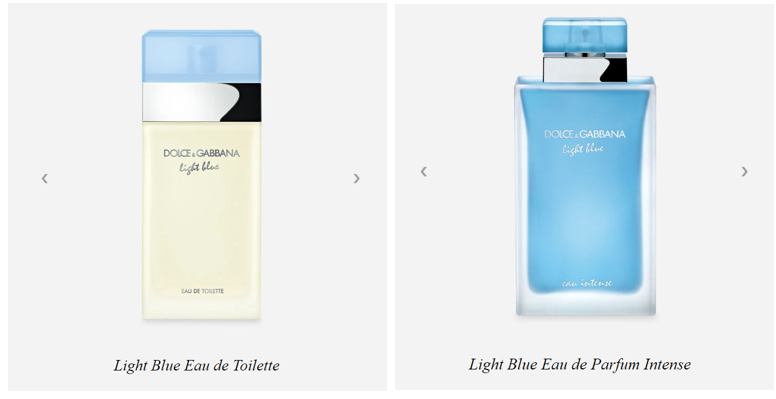 DOLCE&GABBANA
light blue
EAU DE TOILETTE
Light Blue Eau de Toilette
DOLCE&GABBANA
light blue
eau intense
Light Blue Eau de Parfum Intense